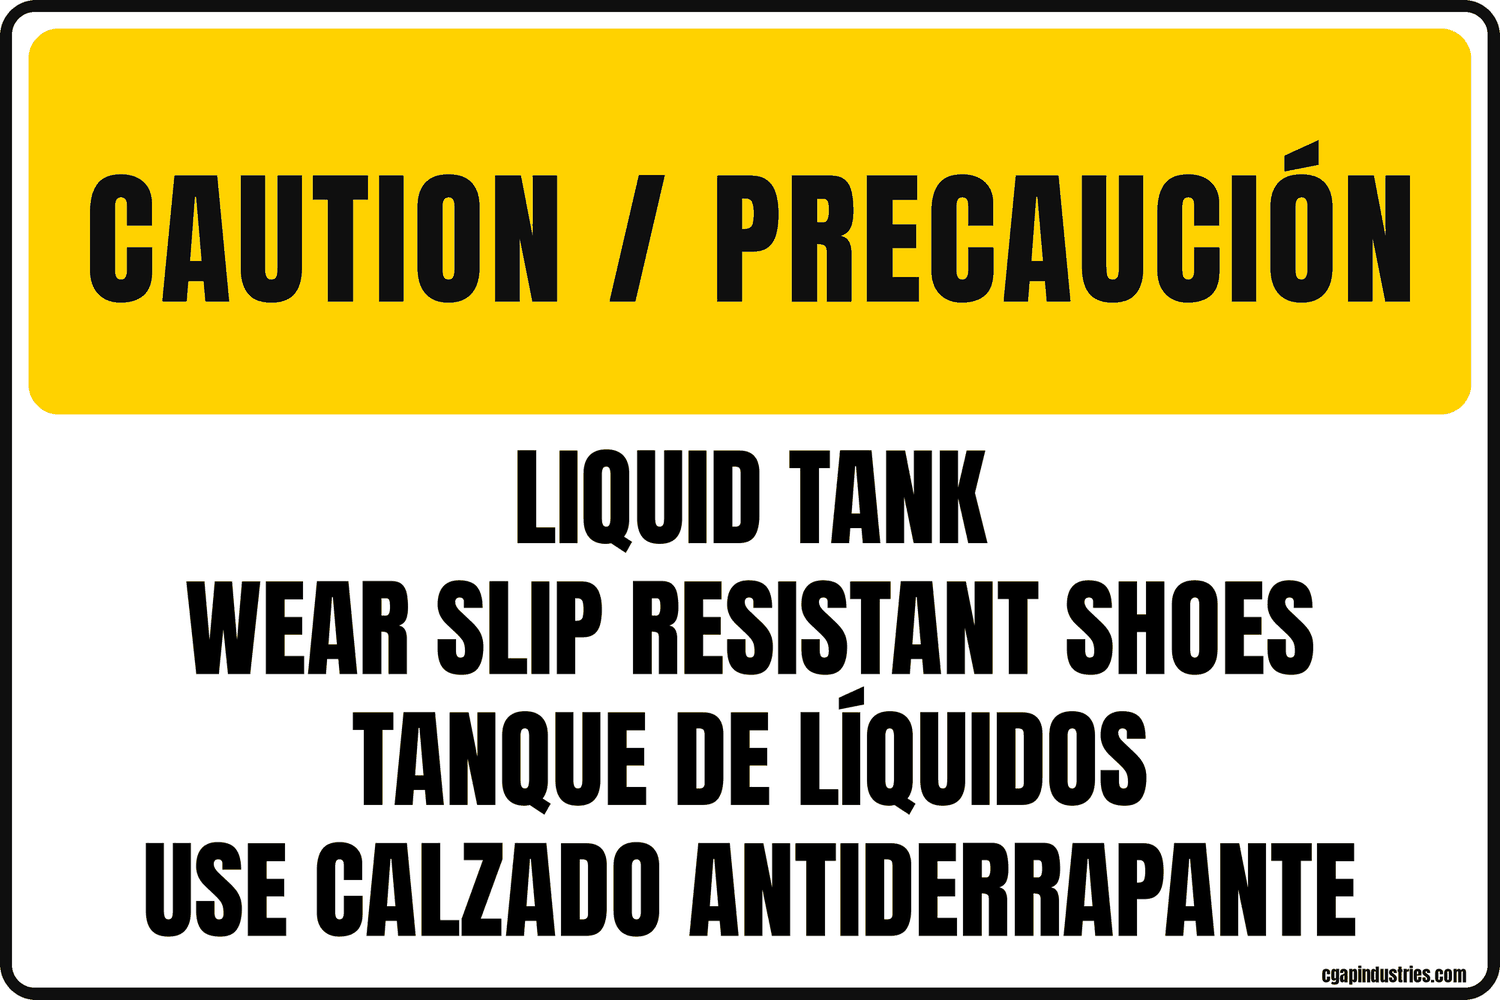 CAUTION / PRECAUCIÓN
LIQUID TANK
WEAR SLIP RESISTANT SHOES
TANQUE DE LÍQUIDOS
USE CALZADO ANTIDERRAPANTE
cgapindustries.com